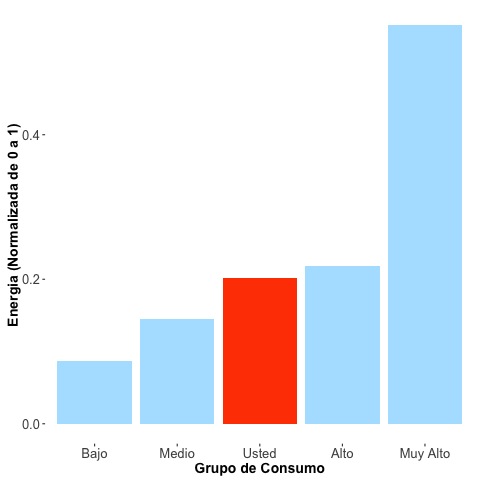 Energia (Normalizada de 0 a 1)
0.4
0.2
0.0
Bajo Medio Usted Alto Muy Alto
Grupo de Consumo